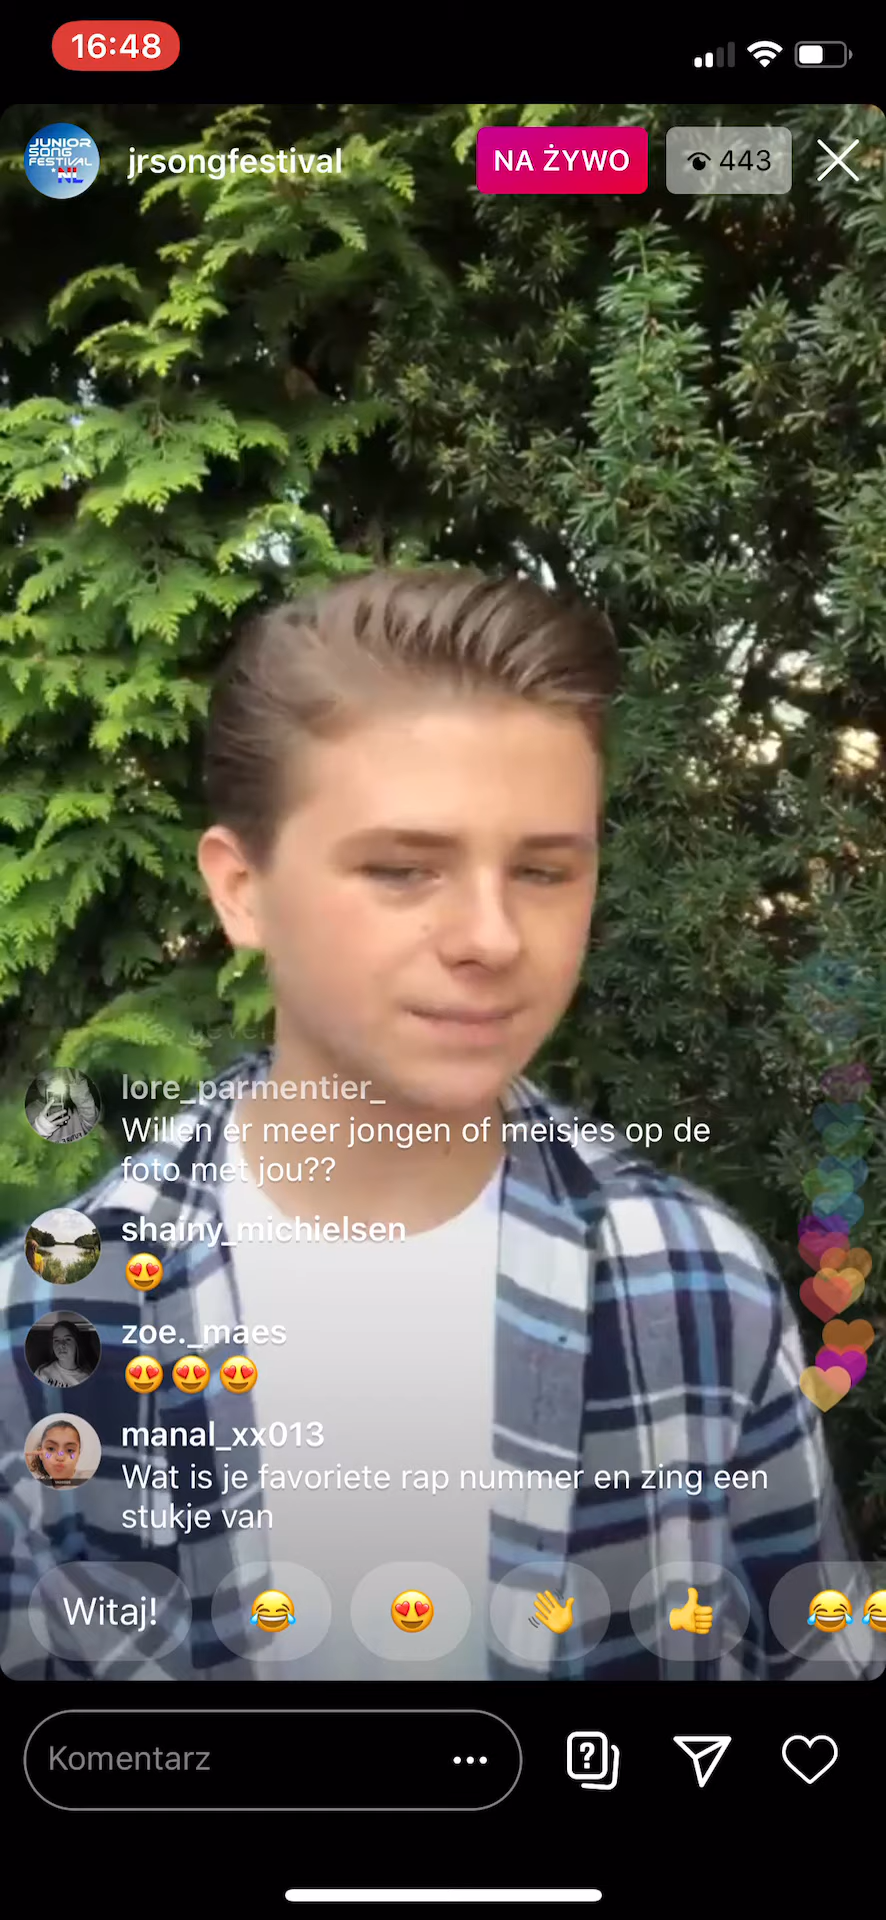 16:48
JUNIOR
SONG
FESTIVAL
NL
jrsongfestival
NA ŻYWO
443
lore_parmentier_
Willen er meer jongen of meisjes op de
foto met jou??
shainy_michielsen
😍
zoe._maes
😍😍😍
manal_xx013
Wat is je favoriete rap nummer en zing een
stukje van
Witaj!
Komentarz